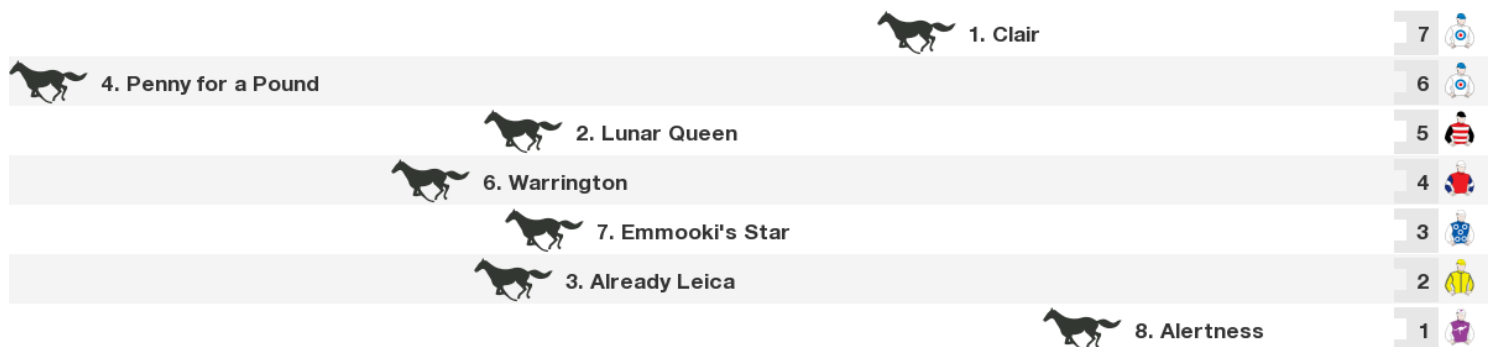 1. Clair 7
4. Penny for a Pound 6
2. Lunar Queen 5
6. Warrington 4
7. Emmooki's Star 3
3. Already Leica 2
8. Alertness 1